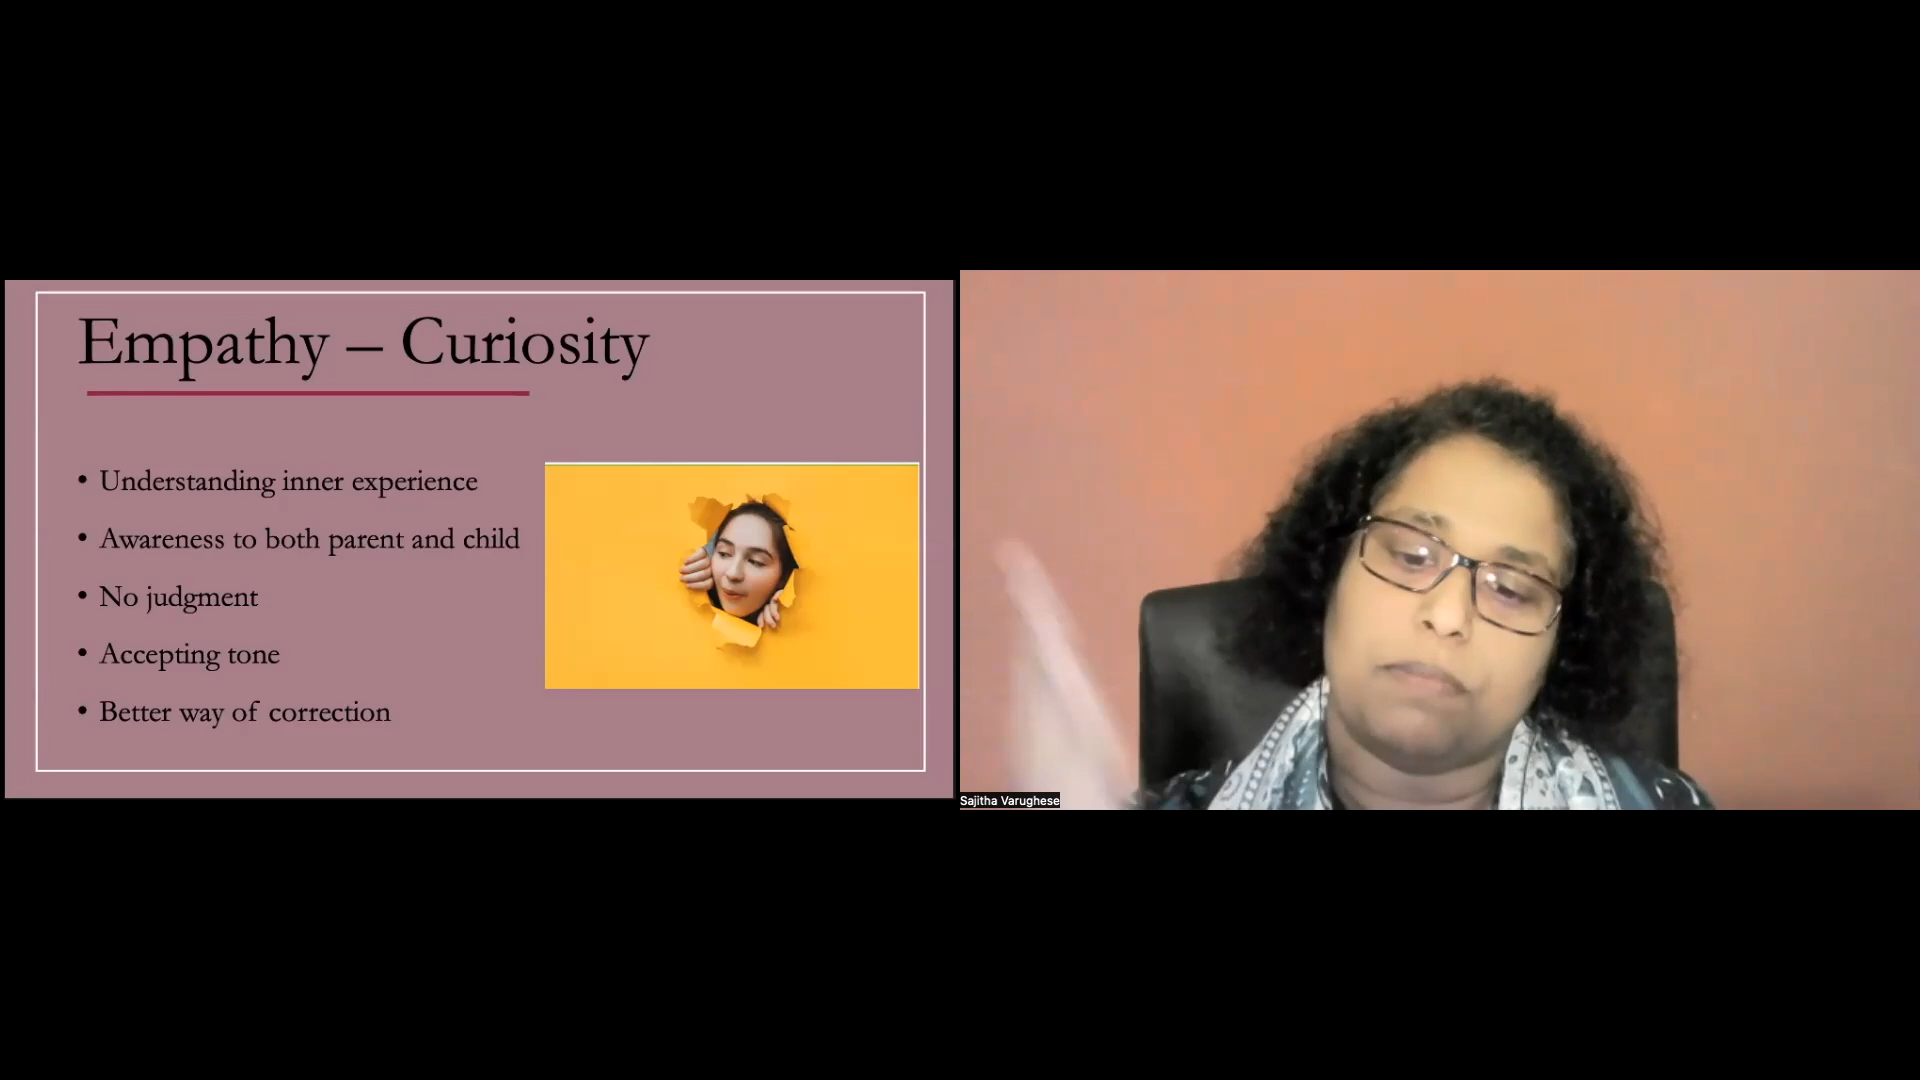 Empathy – Curiosity
• Understanding inner experience
• Awareness to both parent and child
• No judgment
• Accepting tone
• Better way of correction
Sajitha Varughese